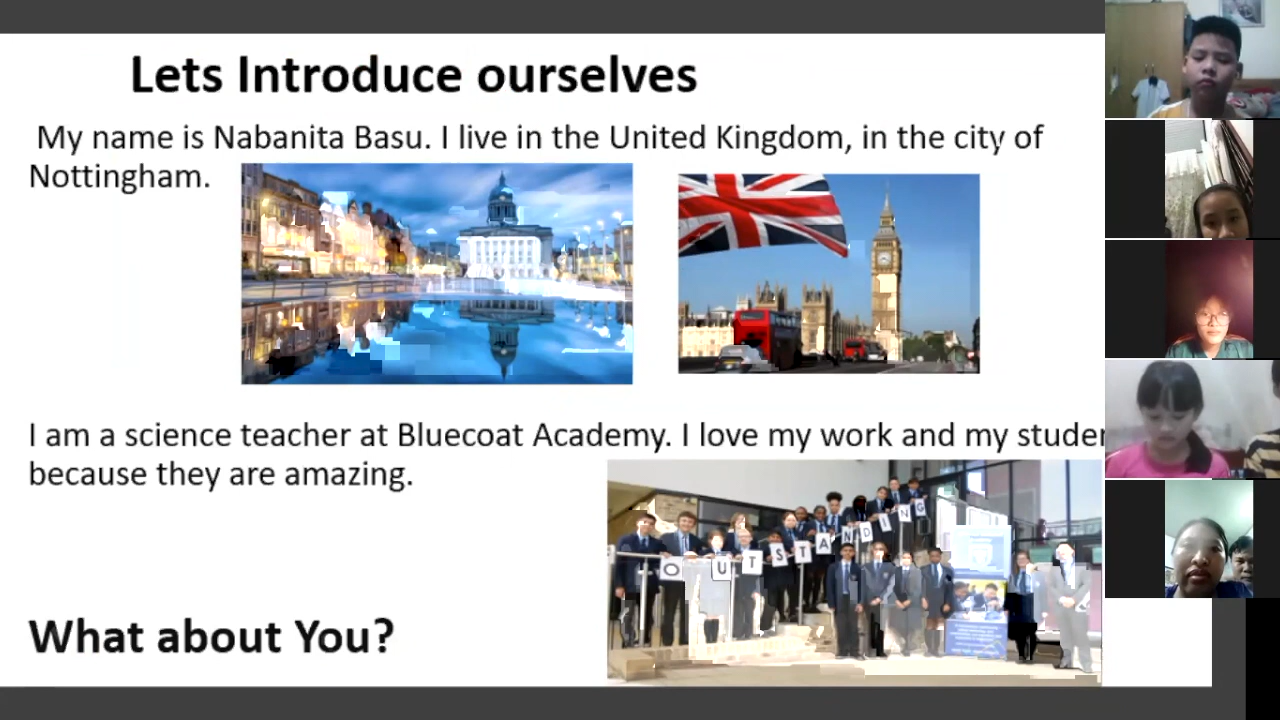 Lets Introduce ourselves
My name is Nabanita Basu. I live in the United Kingdom, in the city of
Nottingham.
I am a science teacher at Bluecoat Academy. I love my work and my
because they are amazing.
OUTSTANDING
What about You?